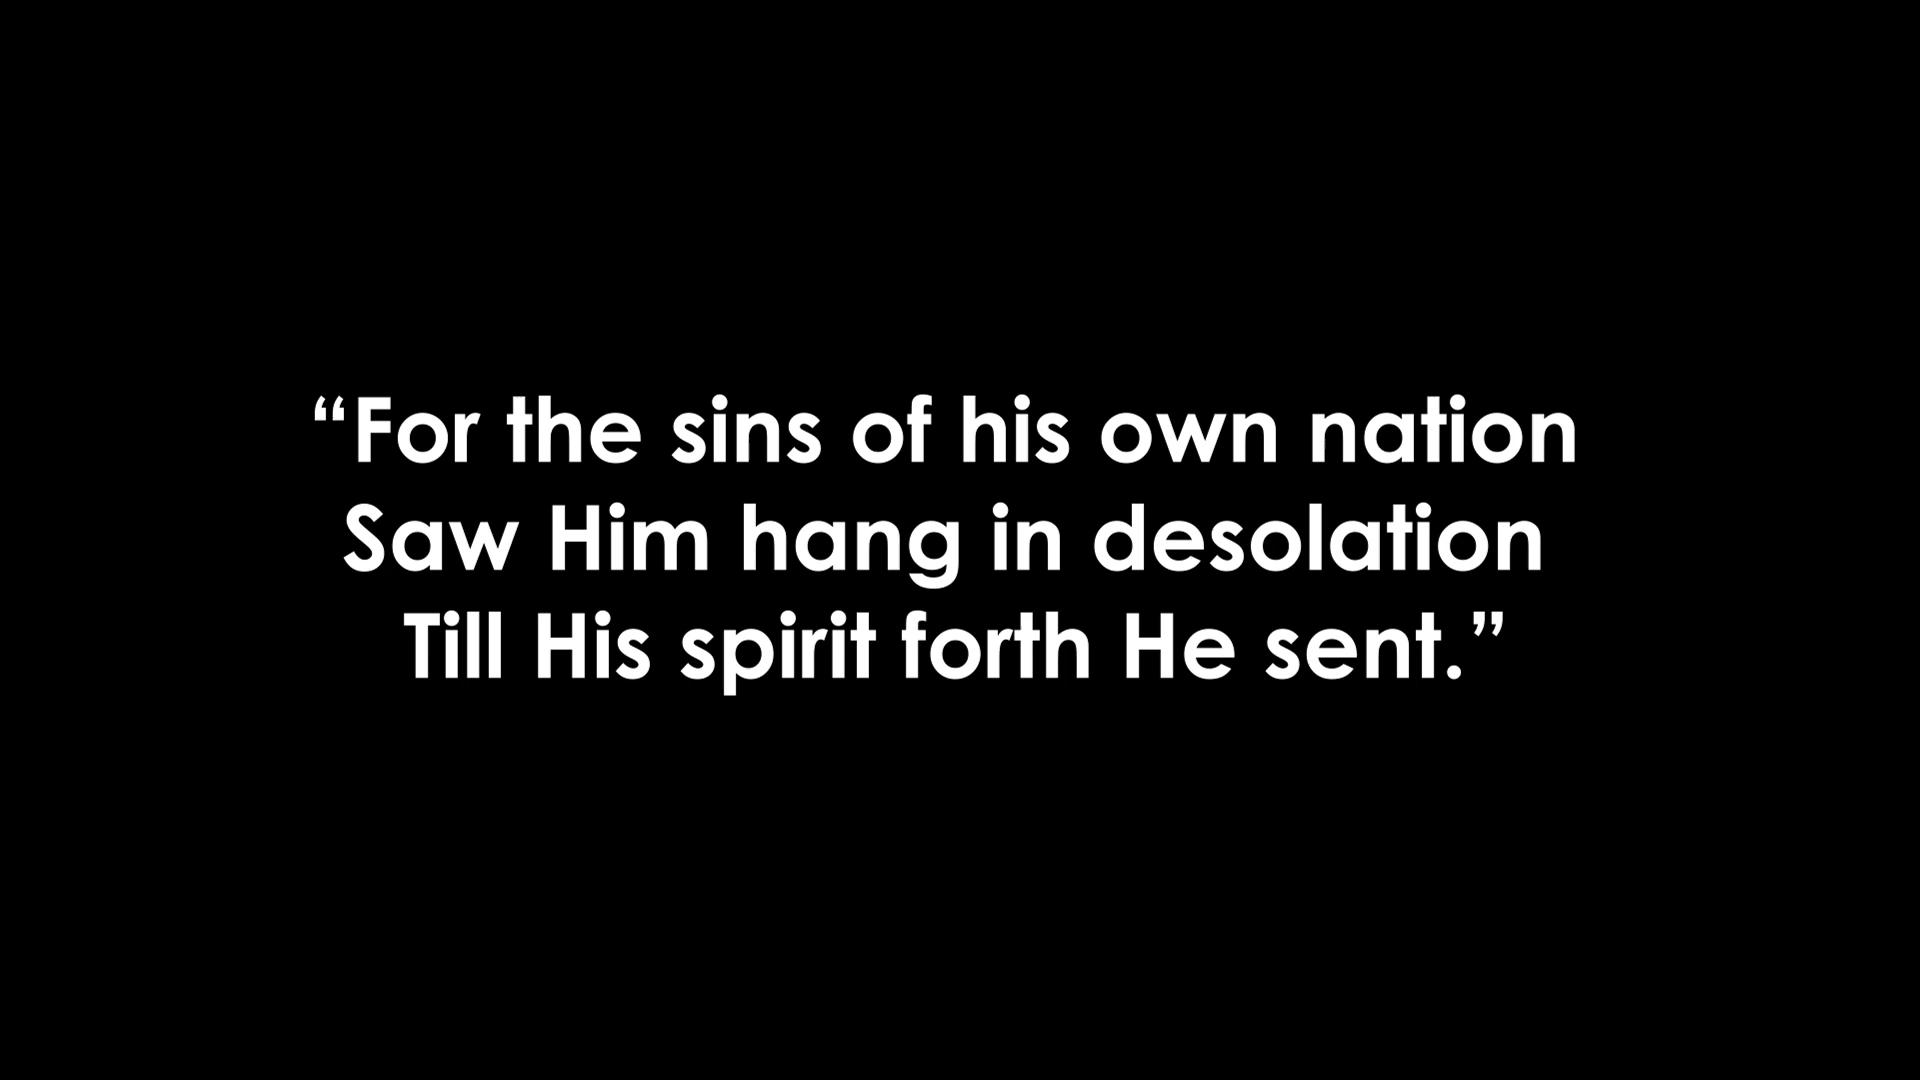 “For the sins of his own nation
Saw Him hang in desolation
Till His spirit forth He sent.”